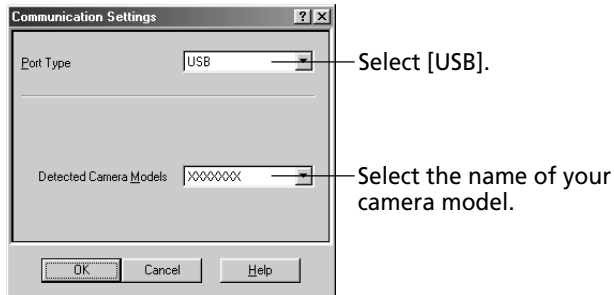 Communication Settings
Port Type USB
Select [USB].
Detected Camera Models XXXXXXX
Select the name of your
camera model.
OK Cancel Help